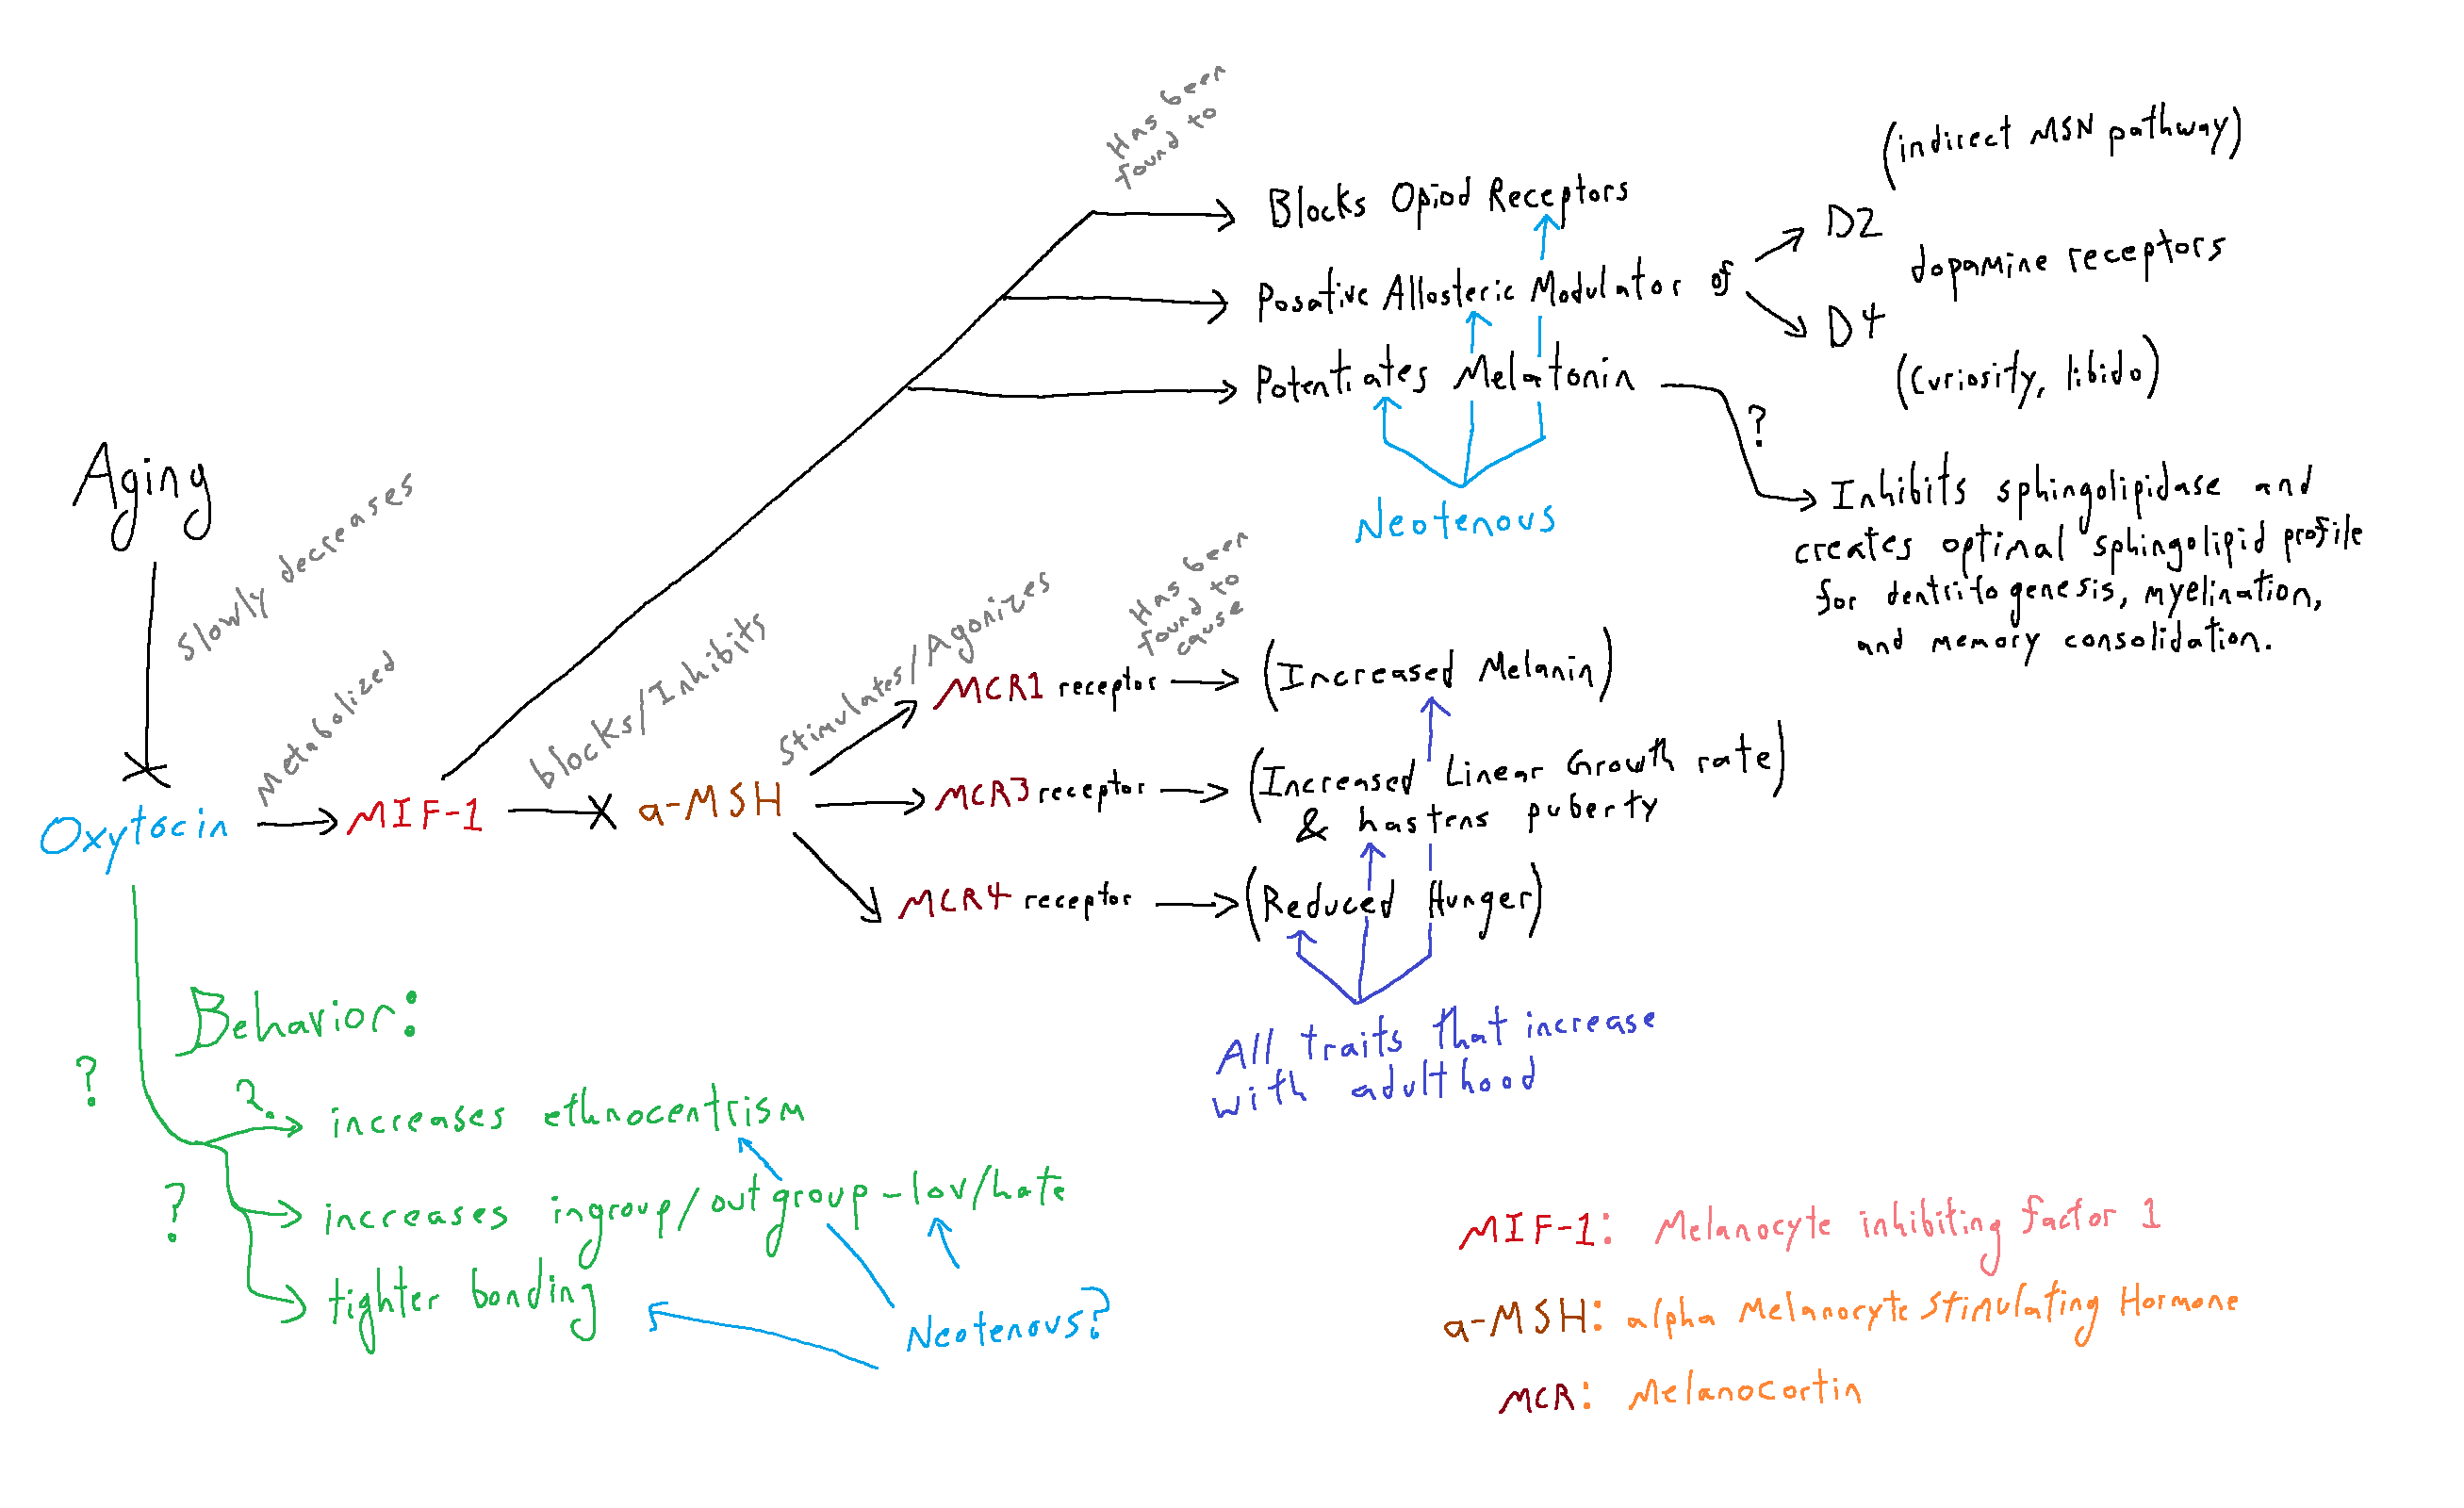 Has been
found to
(indirect MSN pathway)
Blocks Opiod Receptors
D2
dopamine receptors
Posative Allosteric Modulator of
D4
Potentiates Melatonin
(Curiosity, libido)
?
Neotenous
Inhibits sphingolipidase and
creates optimal sphingolipid profile
for dentritogenesis, myelination,
and memory consolidation.
Aging
slowly decreases
Metabolized
blocks/Inhibits
Stimulates/Agonizes
Has been
found to
cause
MCR1 receptor
(Increased Melanin)
Oxytocin
MIF-1
a-MSH
MCR3 receptor
(Increased Linear Growth rate)
& hastens puberty
MCR4 receptor
(Reduced Hunger)
All traits that increase
with adulthood
Behavior:
?
?
increases ethnocentrism
?
increases ingroup/outgroup-lov/hate
tighter bonding
Neotenous?
MIF-1: Melanocyte inhibiting factor 1
a-MSH: alpha Melanocyte Stimulating Hormone
MCR: Melanocortin